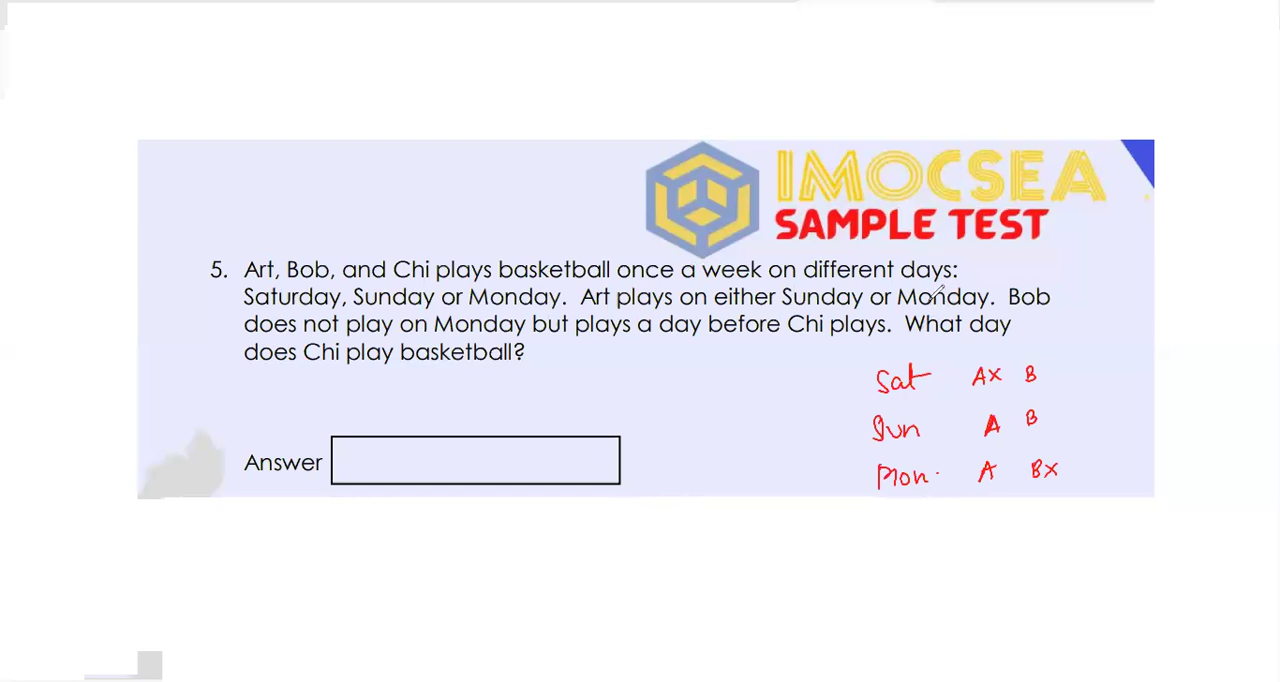 IMOCSEA
SAMPLE TEST
5. Art, Bob, and Chi plays basketball once a week on different days:
Saturday, Sunday or Monday. Art plays on either Sunday or Monday. Bob
does not play on Monday but plays a day before Chi plays. What day
does Chi play basketball?
Sat Ax B
Sun A B
Answer
Mon. A Bx